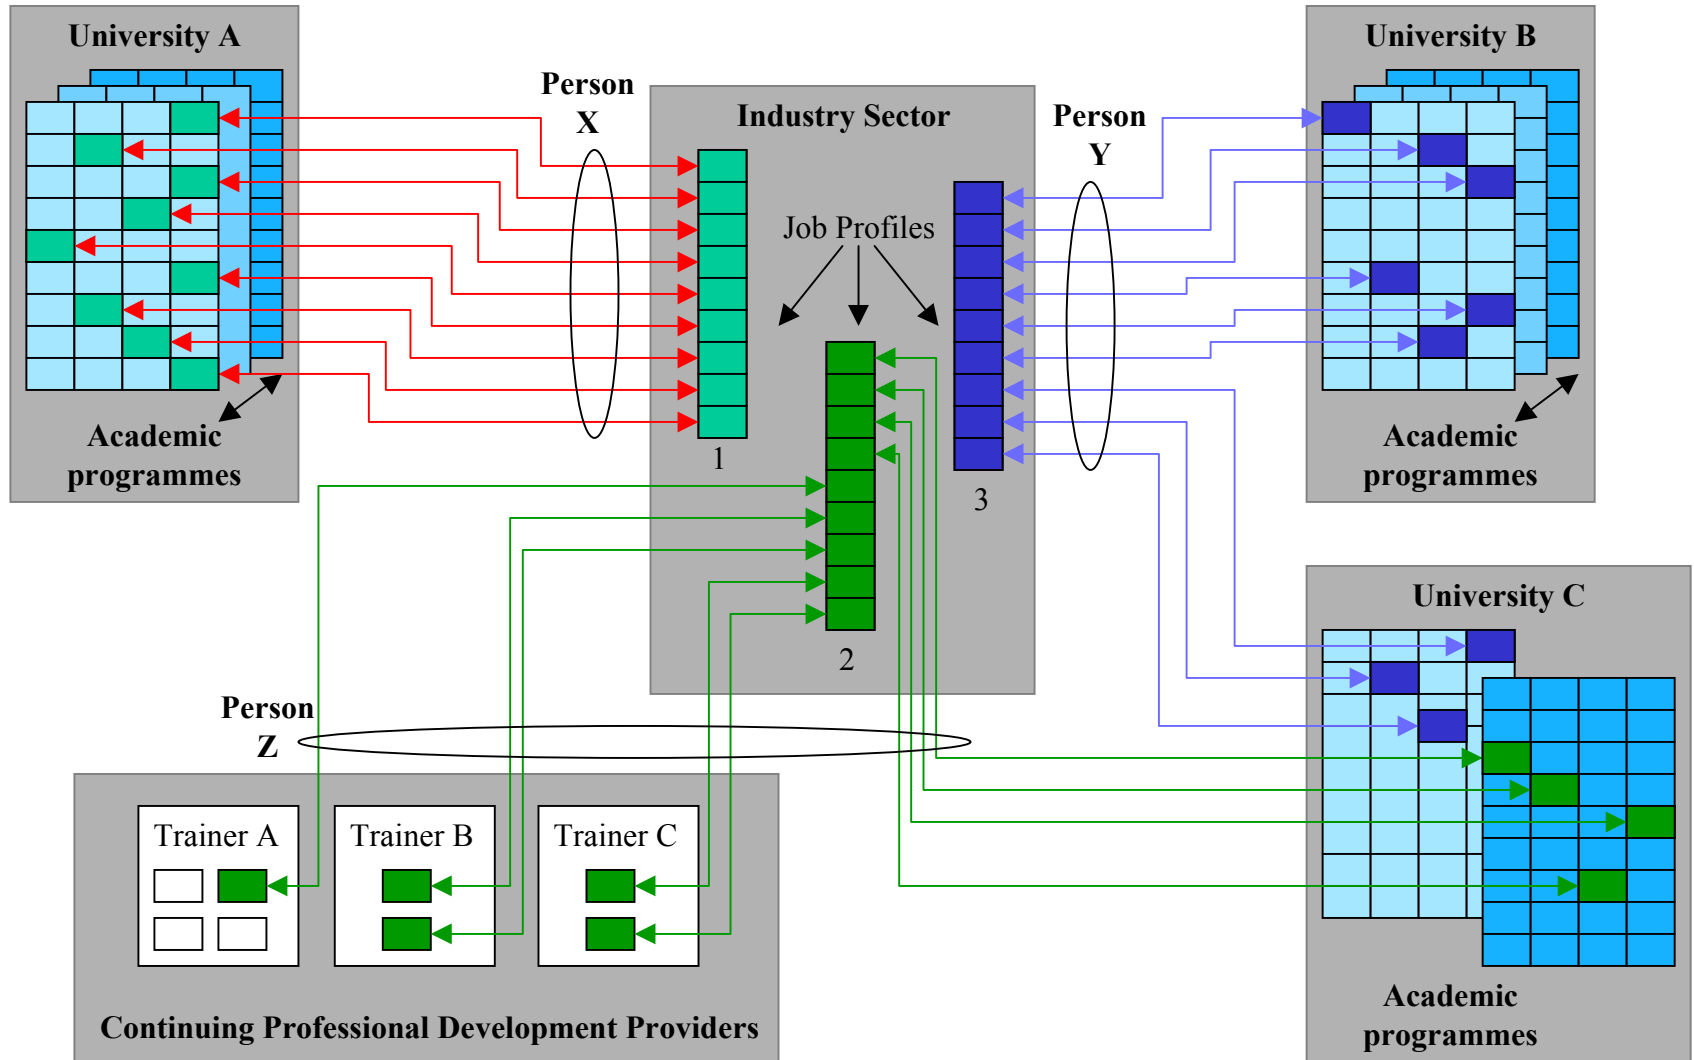 University A
Academic
programmes
Person
X
Industry Sector
Job Profiles
1
2
3
Person
Y
University B
Academic
programmes
University C
Academic
programmes
Person
Z
Trainer A
Trainer B
Trainer C
Continuing Professional Development Providers